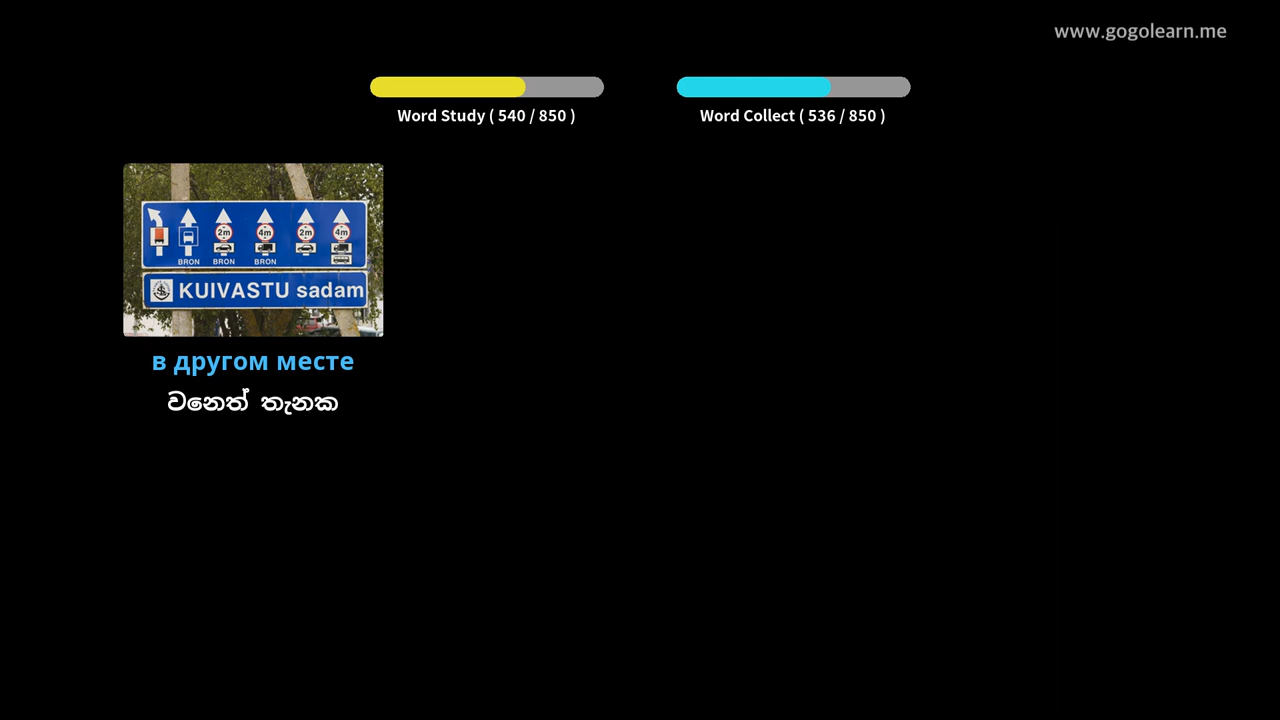 www.gogolearn.me
Word Study ( 540 / 850 )
Word Collect ( 536 / 850 )
2m 4m 2m 4m
BRON BRON BRON
KUIVASTU sadam
в другом месте
වෙනත් තැනක